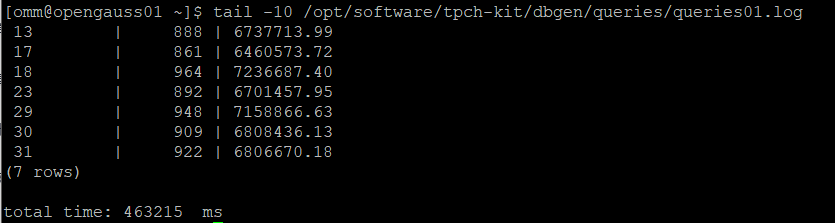 [omm@opengauss01 ~]$ tail -10 /opt/software/tpch-kit/dbgen/queries/queries01.log
13 | 888 | 6737713.99
17 | 861 | 6460573.72
18 | 964 | 7236687.40
23 | 892 | 6701457.95
29 | 948 | 7158866.63
30 | 909 | 6808436.13
31 | 922 | 6806670.18
(7 rows)
total time: 463215 ms